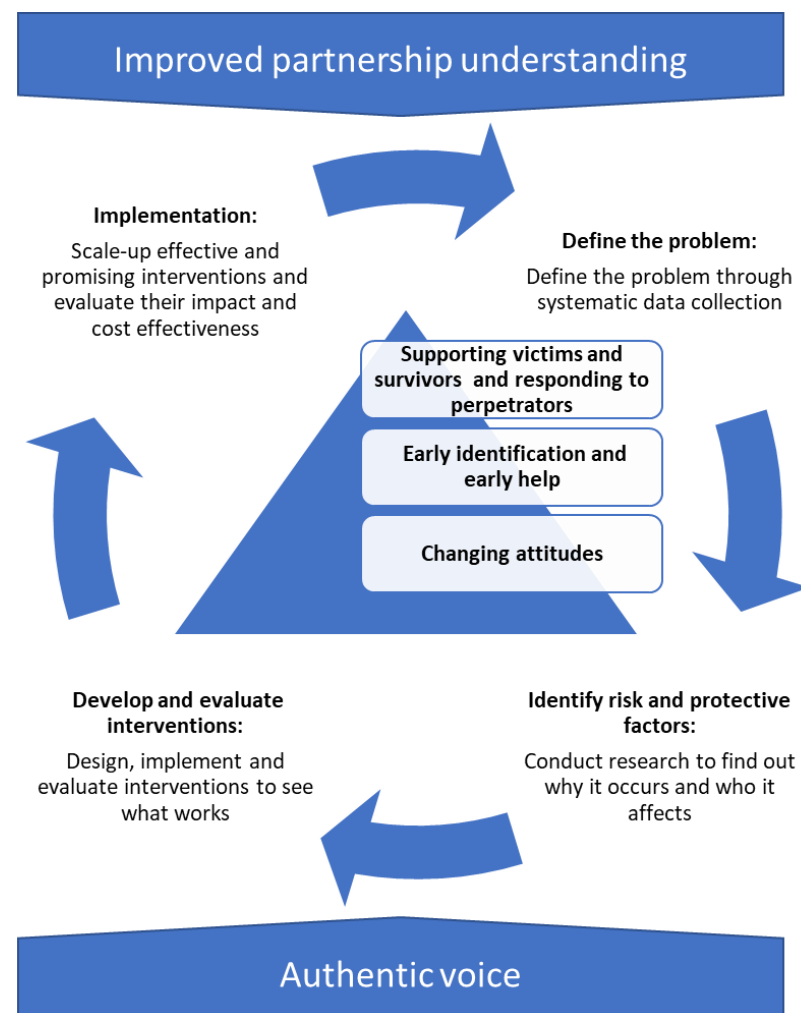 Improved partnership understanding
Implementation:
Scale-up effective and
promising interventions and
evaluate their impact and
cost effectiveness
Define the problem:
Define the problem through
systematic data collection
Supporting victims and
survivors and responding to
perpetrators
Early identification and
early help
Changing attitudes
Develop and evaluate
interventions:
Design, implement and
evaluate interventions to see
what works
Identify risk and protective
factors:
Conduct research to find out
why it occurs and who it
affects
Authentic voice